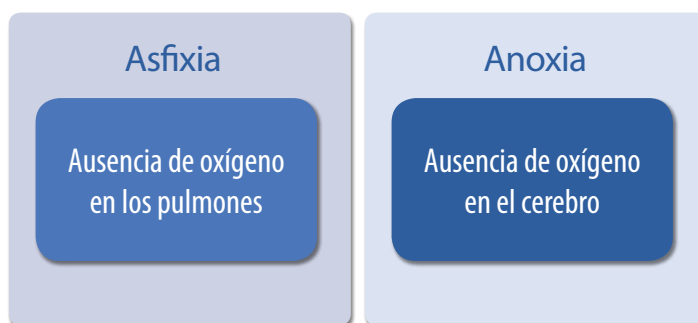 Asfixia
Ausencia de oxígeno
en los pulmones
Anoxia
Ausencia de oxígeno
en el cerebro